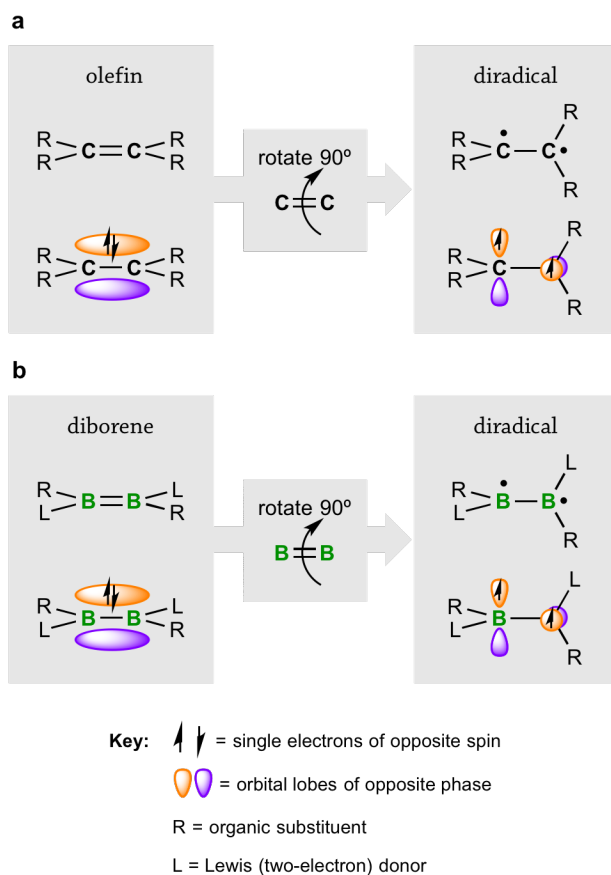 a
olefin
diradical
R R
R C C R
R R
rotate 90º
C C
R
R C C
R R
R R
R C C R
R
R C
R R
b
diborene
diradical
R L
L B B R
rotate 90º
B B
L
R B B
L R
R L
L B B R
L
R B
L R
Key: = single electrons of opposite spin
= orbital lobes of opposite phase
R = organic substituent
L = Lewis (two-electron) donor